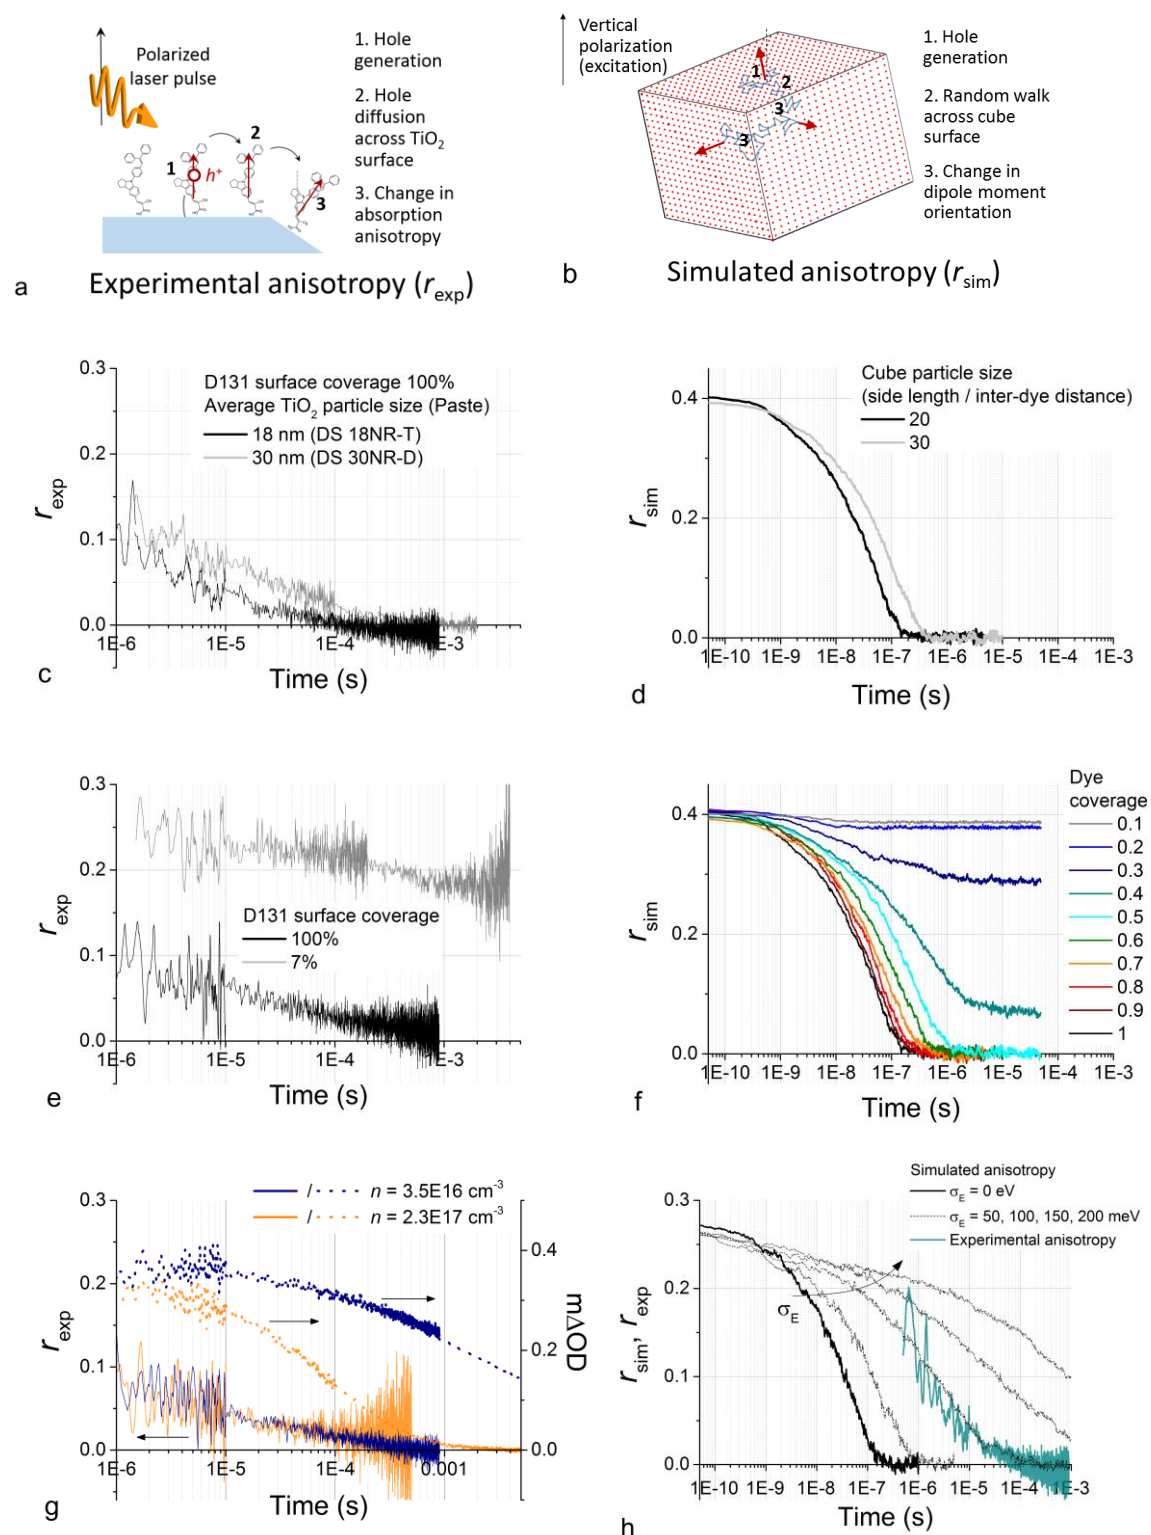 Polarized
laser pulse
1
h⁺
2
3
1. Hole
generation
2. Hole
diffusion
across TiO₂
surface
3. Change in
absorption
anisotropy
a
Experimental anisotropy (r_exp)
Vertical
polarization
(excitation)
1
2
3
3
1. Hole
generation
2. Random walk
across cube
surface
3. Change in
dipole moment
orientation
b
Simulated anisotropy (r_sim)
D131 surface coverage 100%
Average TiO₂ particle size (Paste)
18 nm (DS 18NR-T)
30 nm (DS 30NR-D)
r_exp
0.3
0.2
0.1
0.0
1E-6 1E-5 1E-4 1E-3
Time (s)
c
Cube particle size
(side length / inter-dye distance)
20
30
r_sim
0.4
0.2
0.0
1E-10 1E-9 1E-8 1E-7 1E-6 1E-5 1E-4 1E-3
Time (s)
d
r_exp
0.3
0.2
0.1
0.0
D131 surface coverage
100%
7%
1E-6 1E-5 1E-4 1E-3
Time (s)
e
Dye
coverage
0.1
0.2
0.3
0.4
0.5
0.6
0.7
0.8
0.9
1
r_sim
0.4
0.2
0.0
1E-10 1E-9 1E-8 1E-7 1E-6 1E-5 1E-4 1E-3
Time (s)
f
/ n = 3.5E16 cm⁻³
/ n = 2.3E17 cm⁻³
r_exp
0.3
0.2
0.1
0.0
0.4
0.2
0.0
mΔOD
1E-6 1E-5 1E-4 0.001
Time (s)
g
Simulated anisotropy
σ_E = 0 eV
σ_E = 50, 100, 150, 200 meV
Experimental anisotropy
σ_E
r_sim, r_exp
0.3
0.2
0.1
0.0
1E-10 1E-9 1E-8 1E-7 1E-6 1E-5 1E-4 1E-3
Time (s)
h